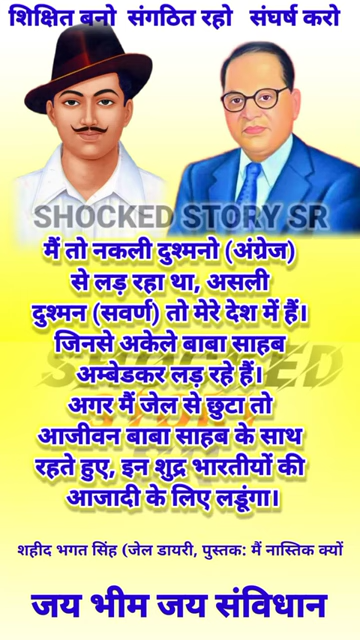 शिक्षित बनो संगठित रहो संघर्ष करो
SHOCKED STORY SR
मैं तो नकली दुश्मनो (अंग्रेज)
से लड़ रहा था, असली
दुश्मन (सवर्ण) तो मेरे देश में हैं।
जिनसे अकेले बाबा साहब
अम्बेडकर लड़ रहे हैं।
अगर मैं जेल से छुटा तो
आजीवन बाबा साहब के साथ
रहते हुए, इन शुद्र भारतीयों की
आजादी के लिए लडूंगा।
शहीद भगत सिंह (जेल डायरी, पुस्तक: मैं नास्तिक क्यों
जय भीम जय संविधान